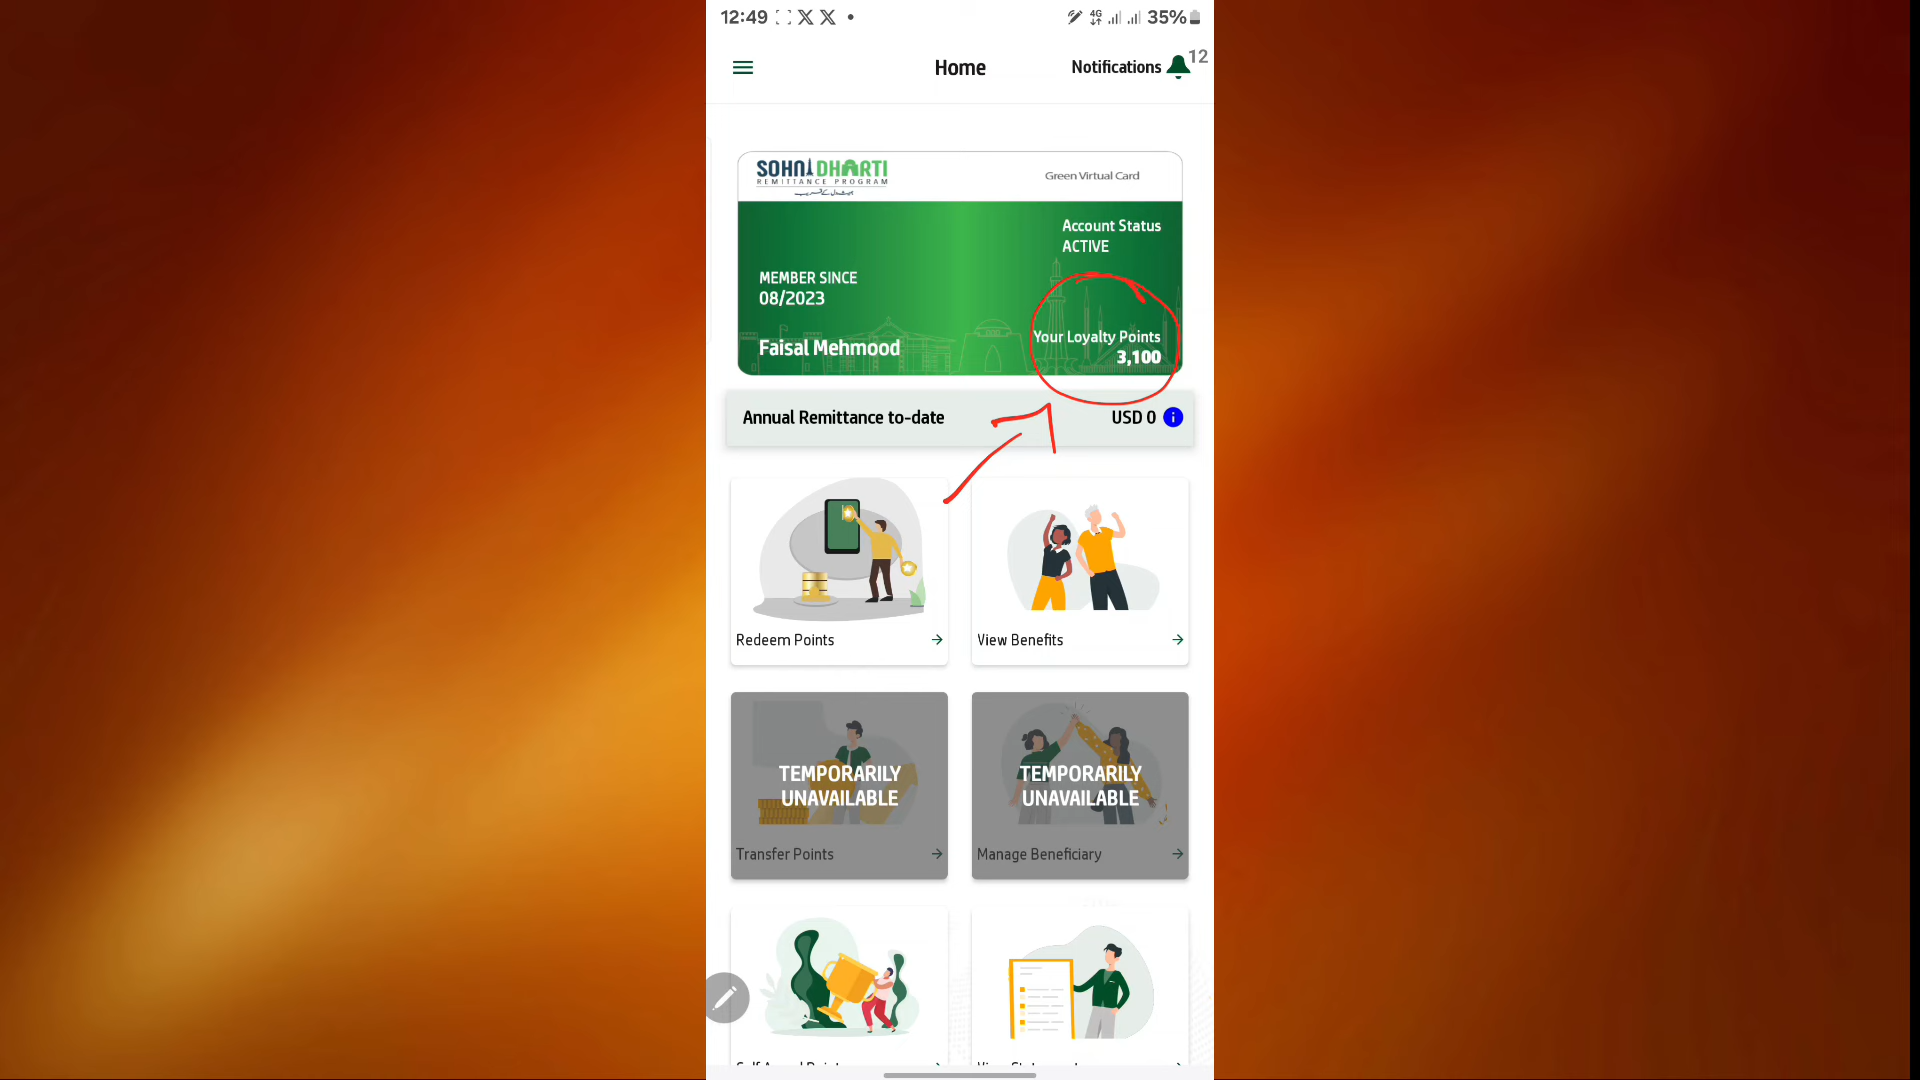 12:49
4G
35%
Home
Notifications
12
SOHNI DHARTI
REMITTANCE PROGRAM
Green Virtual Card
Account Status
ACTIVE
MEMBER SINCE
08/2023
Your Loyalty Points
3,100
Faisal Mehmood
Annual Remittance to-date
USD 0
Redeem Points
View Benefits
TEMPORARILY
UNAVAILABLE
Transfer Points
TEMPORARILY
UNAVAILABLE
Manage Beneficiary